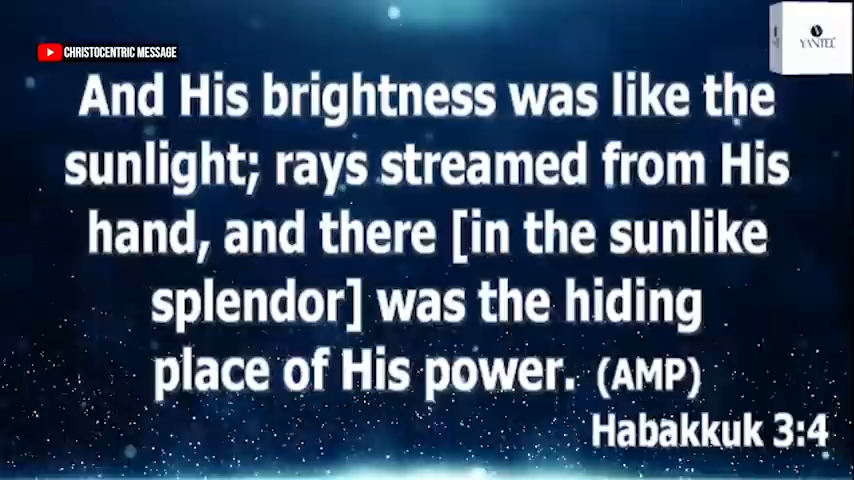 CHRISTOCENTRIC MESSAGE
YANTEL
And His brightness was like the
sunlight; rays streamed from His
hand, and there [in the sunlike
splendor] was the hiding
place of His power. (AMP)
Habakkuk 3:4